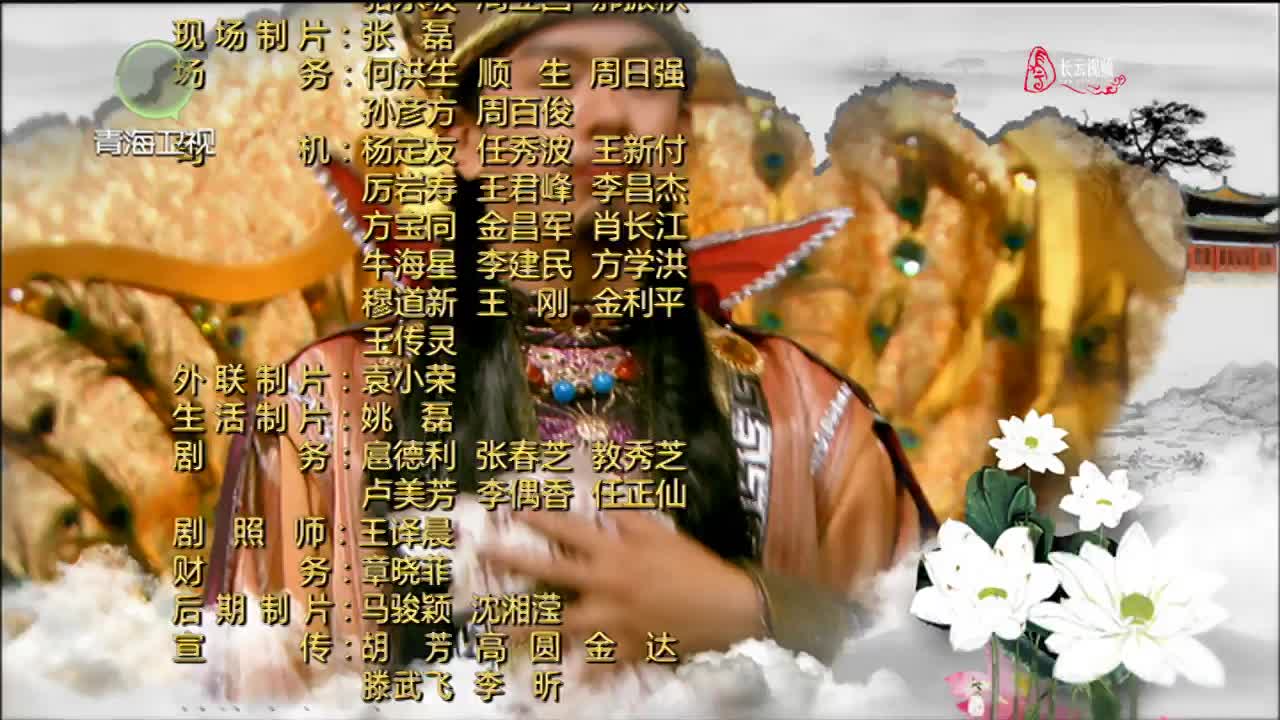 现场制片：张 磊
长云视频
场 务：何洪生 顺 生 周日强
孙彦方 周百俊
青海卫视
机：杨定友 任秀波 王新付
厉岩寿 王君峰 李昌杰
方宝同 金昌军 肖长江
牛海星 李建民 方学洪
穆道新 王 刚 金利平
王传灵
外联制片：袁小荣
生活制片：姚 磊
剧 务：扈德利 张春芝 教秀芝
卢美芳 李偶香 任正仙
剧照师：王译晨
财 务：章晓菲
后期制片：马骏颖 沈湘滢
宣 传：胡 芳 高 圆 金 达
滕武飞 李 昕